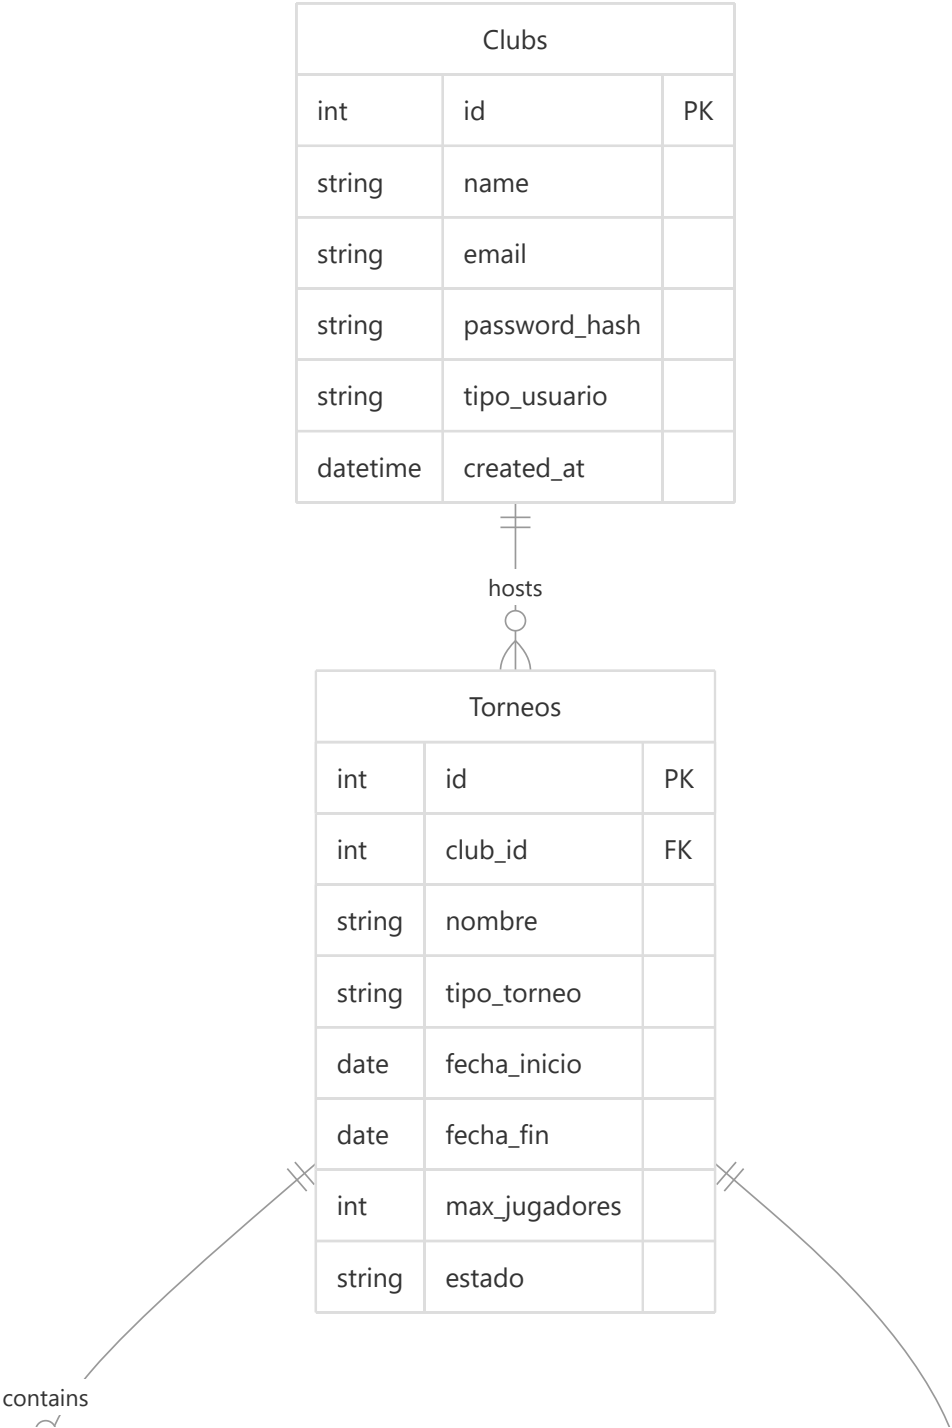 Clubs
int id PK
string name
string email
string password_hash
string tipo_usuario
datetime created_at
hosts
Torneos
int id PK
int club_id FK
string nombre
string tipo_torneo
date fecha_inicio
date fecha_fin
int max_jugadores
string estado
contains